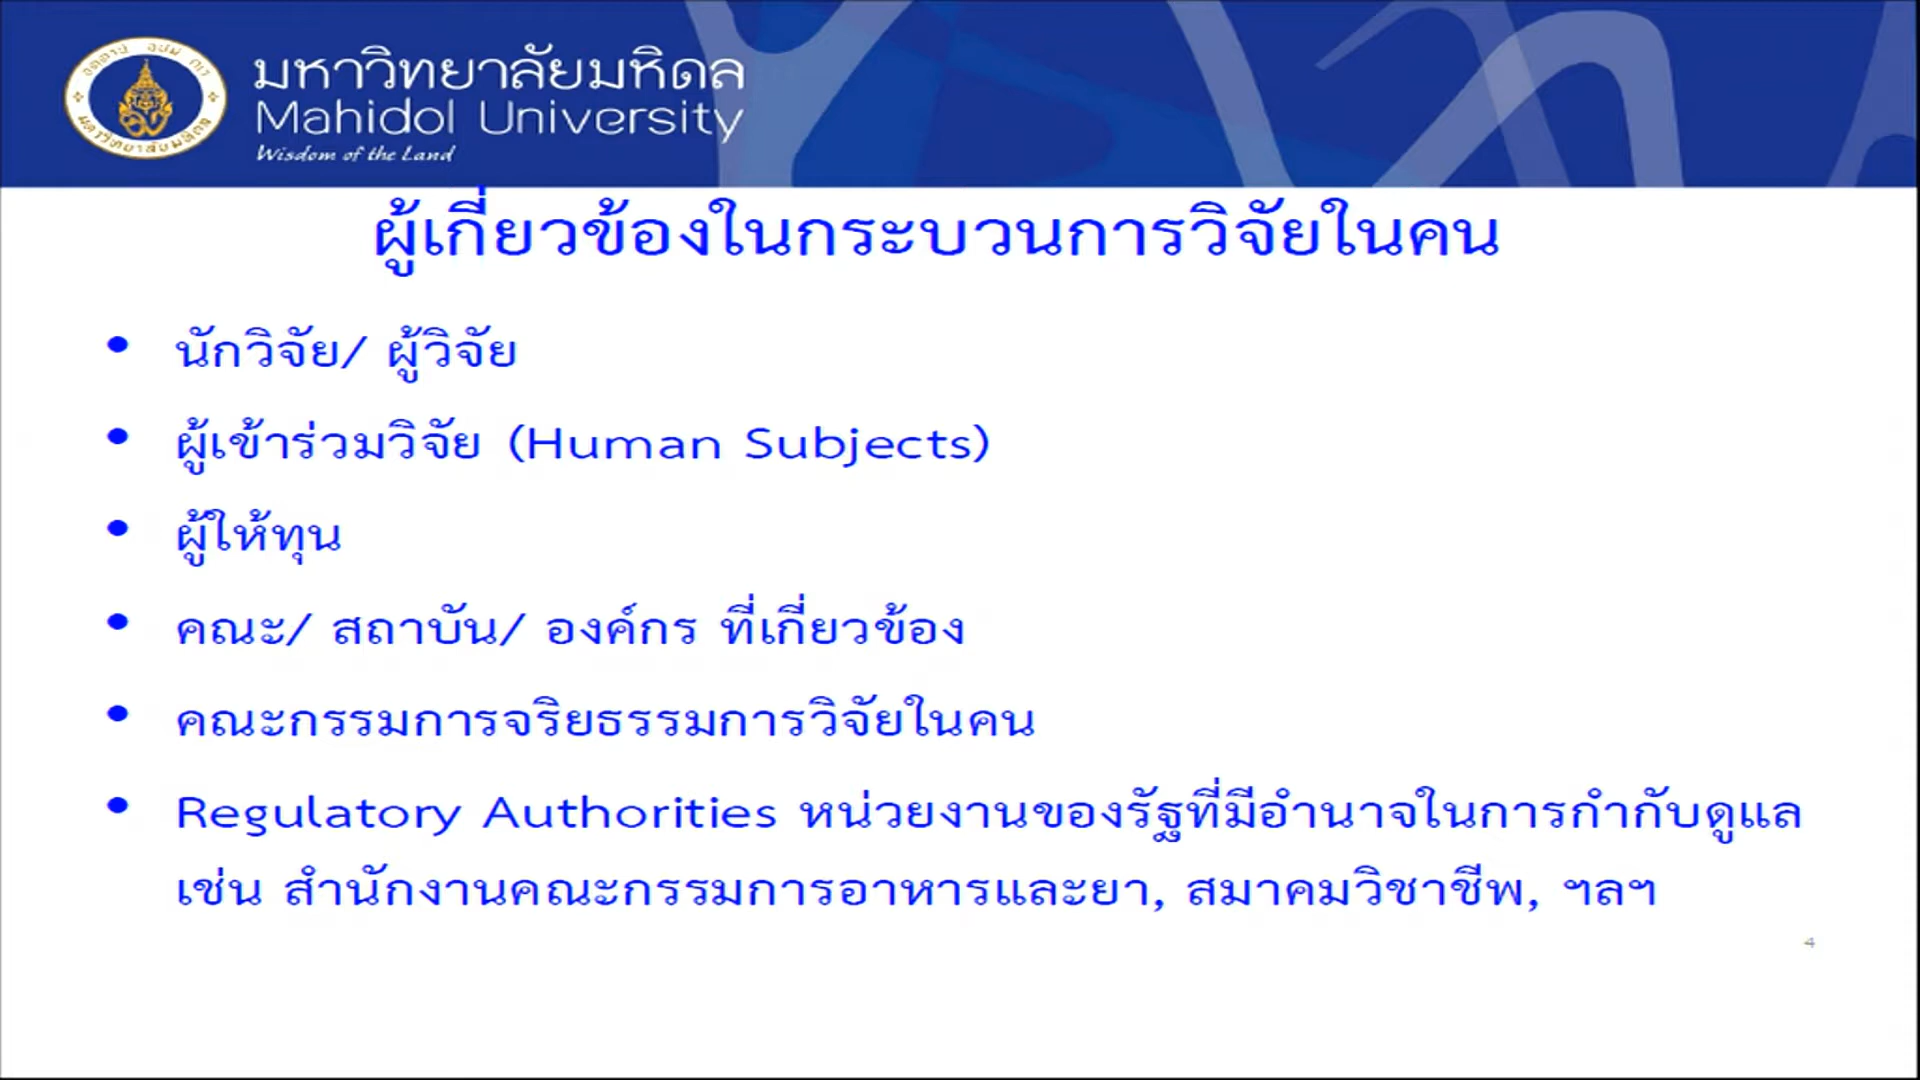 มหาวิทยาลัยมหิดล
Mahidol University
Wisdom of the Land
ผู้เกี่ยวข้องในกระบวนการวิจัยในคน
• นักวิจัย/ ผู้วิจัย
• ผู้เข้าร่วมวิจัย (Human Subjects)
• ผู้ให้ทุน
• คณะ/ สถาบัน/ องค์กร ที่เกี่ยวข้อง
• คณะกรรมการจริยธรรมการวิจัยในคน
• Regulatory Authorities หน่วยงานของรัฐที่มีอำนาจในการกำกับดูแล
เช่น สำนักงานคณะกรรมการอาหารและยา, สมาคมวิชาชีพ, ฯลฯ
4